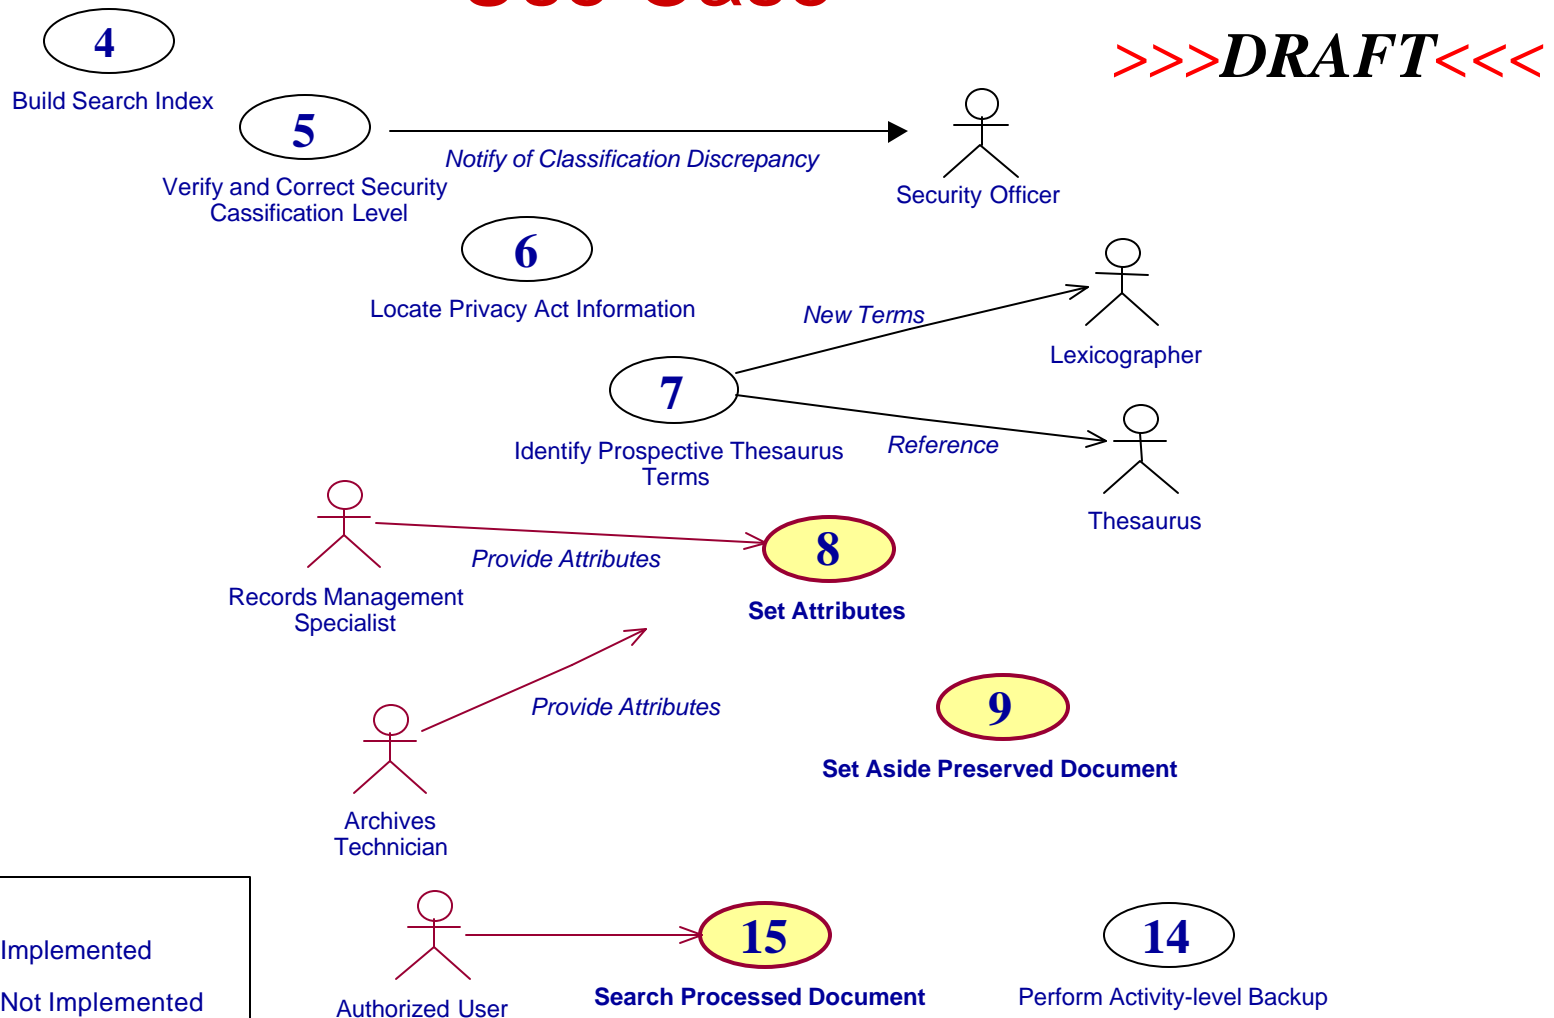 >>>DRAFT<<<
4
Build Search Index
5
Notify of Classification Discrepancy
Verify and Correct Security
Cassification Level
Security Officer
6
Locate Privacy Act Information
New Terms
Lexicographer
7
Identify Prospective Thesaurus
Terms
Reference
Thesaurus
8
Provide Attributes
Records Management
Specialist
Set Attributes
Provide Attributes
9
Set Aside Preserved Document
Archives
Technician
Implemented
Not Implemented
Authorized User
15
Search Processed Document
14
Perform Activity-level Backup